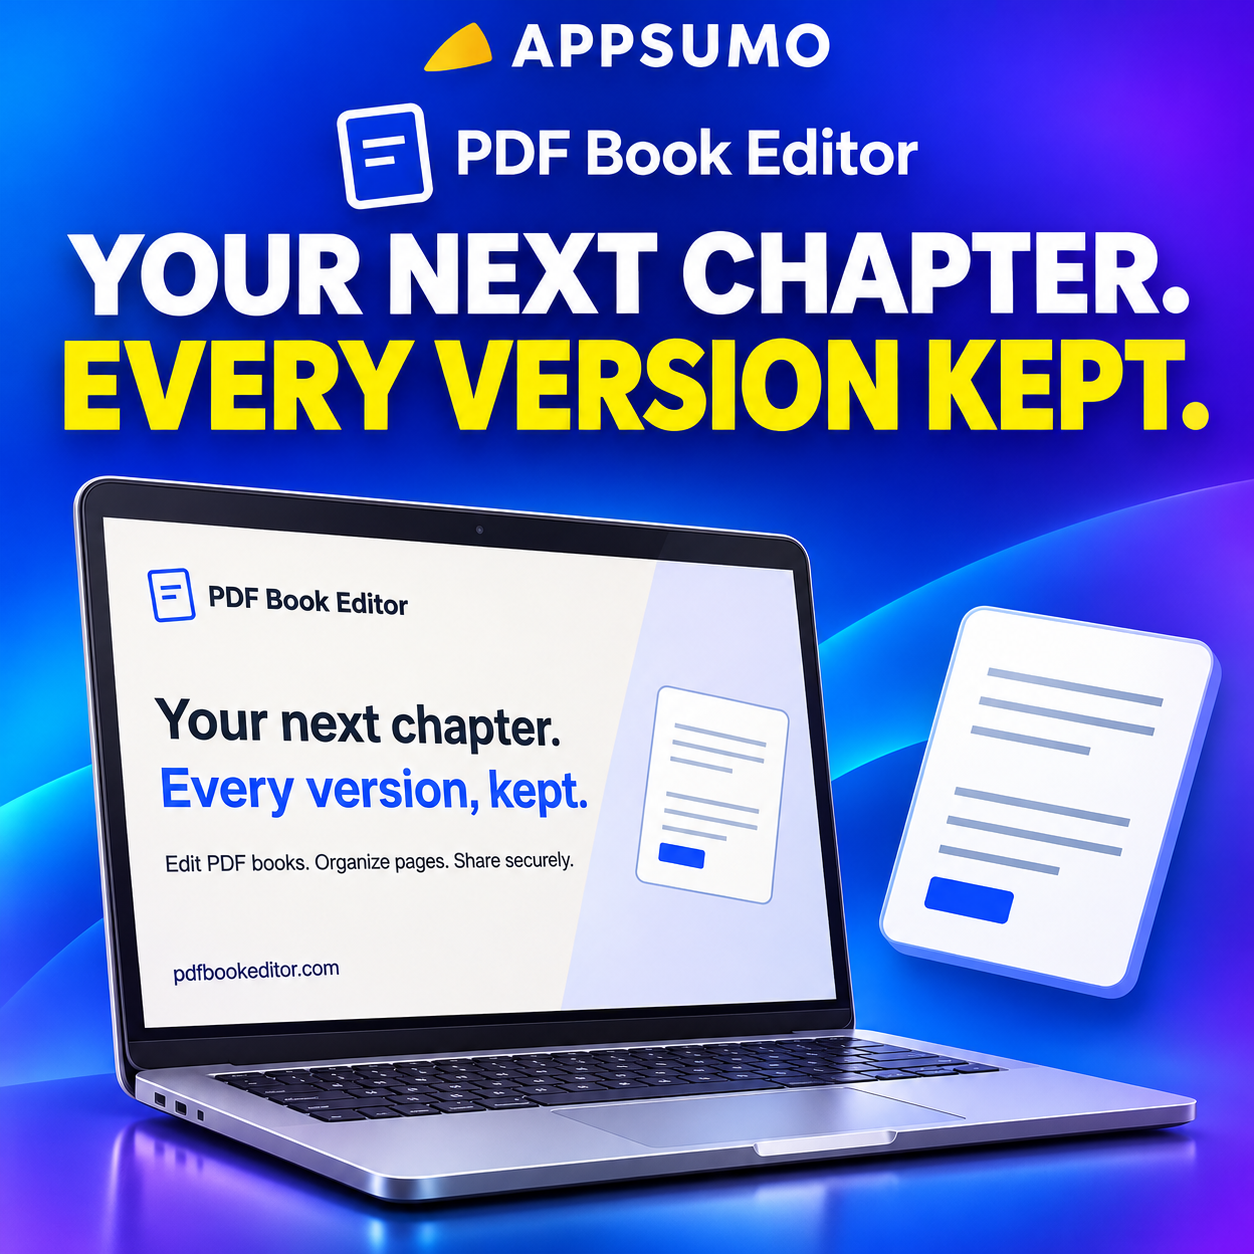 APPSUMO
PDF Book Editor
YOUR NEXT CHAPTER.
EVERY VERSION KEPT.
PDF Book Editor
Your next chapter.
Every version, kept.
Edit PDF books. Organize pages. Share securely.
pdfbookeditor.com